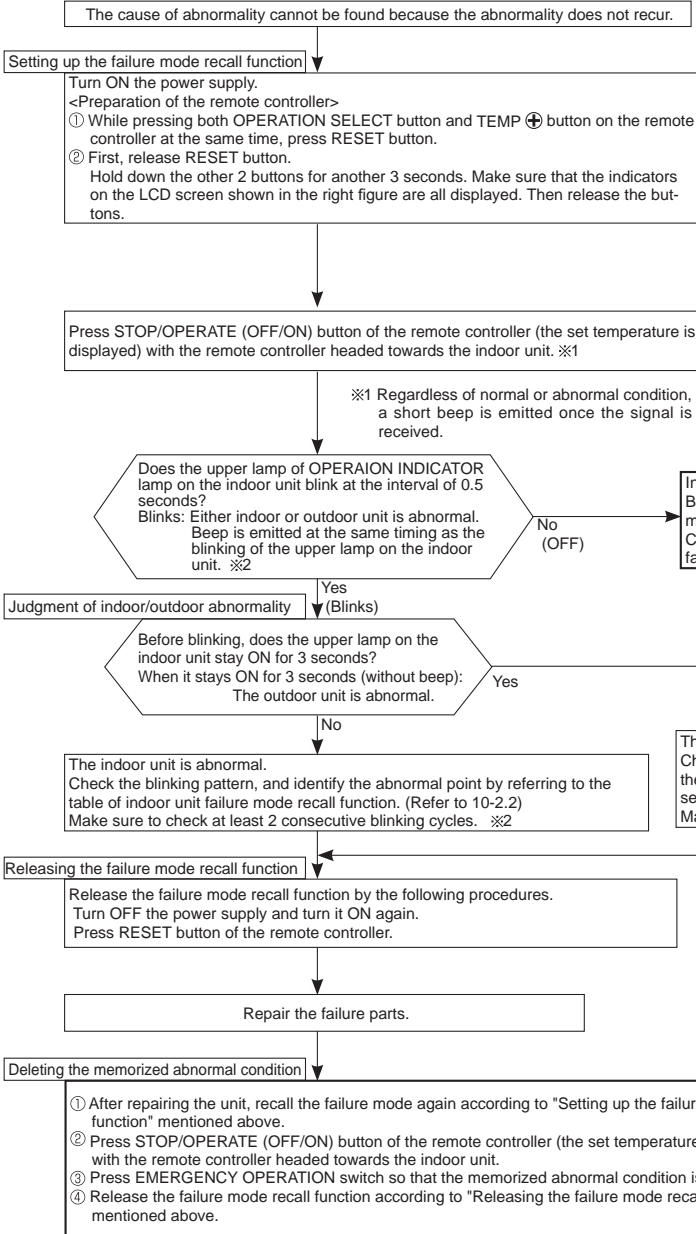 The cause of abnormality cannot be found because the abnormality does not recur.
Setting up the failure mode recall function
Turn ON the power supply.
<Preparation of the remote controller>
① While pressing both OPERATION SELECT button and TEMP ⊕ button on the remote
controller at the same time, press RESET button.
② First, release RESET button.
Hold down the other 2 buttons for another 3 seconds. Make sure that the indicators
on the LCD screen shown in the right figure are all displayed. Then release the but-
tons.
Press STOP/OPERATE (OFF/ON) button of the remote controller (the set temperature is
displayed) with the remote controller headed towards the indoor unit. ※1
※1 Regardless of normal or abnormal condition,
a short beep is emitted once the signal is
received.
Does the upper lamp of OPERAION INDICATOR
lamp on the indoor unit blink at the interval of 0.5
seconds?
Blinks: Either indoor or outdoor unit is abnormal.
Beep is emitted at the same timing as the
blinking of the upper lamp on the indoor
unit. ※2
No
(OFF)
Yes
(Blinks)
Judgment of indoor/outdoor abnormality
Before blinking, does the upper lamp on the
indoor unit stay ON for 3 seconds?
When it stays ON for 3 seconds (without beep):
The outdoor unit is abnormal.
Yes
No
The indoor unit is abnormal.
Check the blinking pattern, and identify the abnormal point by referring to the
table of indoor unit failure mode recall function. (Refer to 10-2.2)
Make sure to check at least 2 consecutive blinking cycles. ※2
Releasing the failure mode recall function
Release the failure mode recall function by the following procedures.
Turn OFF the power supply and turn it ON again.
Press RESET button of the remote controller.
Repair the failure parts.
Deleting the memorized abnormal condition
① After repairing the unit, recall the failure mode again according to "Setting up the failur
function" mentioned above.
② Press STOP/OPERATE (OFF/ON) button of the remote controller (the set temperature
with the remote controller headed towards the indoor unit.
③ Press EMERGENCY OPERATION switch so that the memorized abnormal condition is
④ Release the failure mode recall function according to "Releasing the failure mode reca
mentioned above.